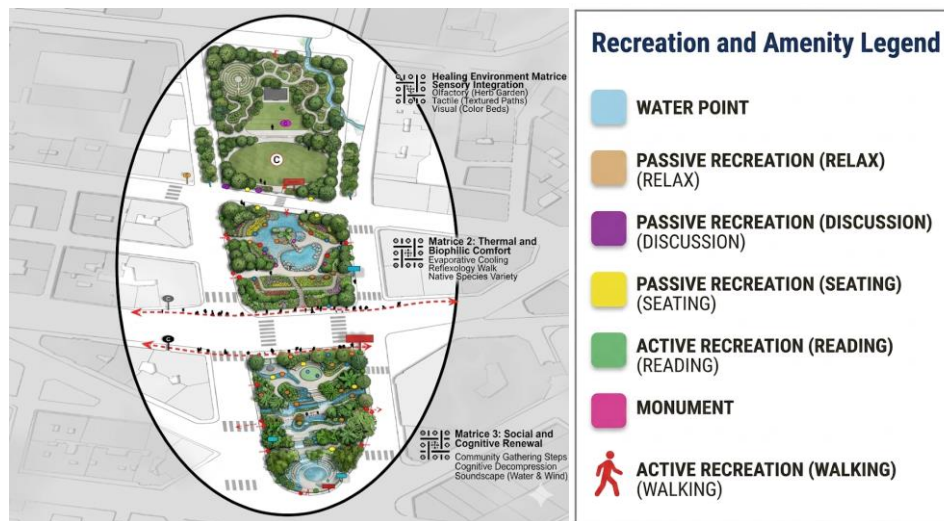 Healing Environment Matrice
Sensory Integration
Olfactory (Herb Garden)
Tactile (Textured Paths)
Visual (Color Beds)
C
Matrice 2: Thermal and
Biophilic Comfort
Evaporative Cooling
Reflexology Walk
Native Species Variety
Matrice 3: Social and
Cognitive Renewal
Community Gathering Steps
Cognitive Decompression
Soundscape (Water & Wind)
Recreation and Amenity Legend
WATER POINT
PASSIVE RECREATION (RELAX)
(RELAX)
PASSIVE RECREATION (DISCUSSION)
(DISCUSSION)
PASSIVE RECREATION (SEATING)
(SEATING)
ACTIVE RECREATION (READING)
(READING)
MONUMENT
ACTIVE RECREATION (WALKING)
(WALKING)